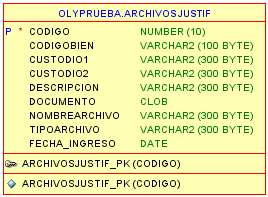 OLYPRUEBA.ARCHIVOSJUSTIF
P * CODIGO NUMBER (10)
CODIGOBIEN VARCHAR2 (100 BYTE)
CUSTODIO1 VARCHAR2 (300 BYTE)
CUSTODIO2 VARCHAR2 (300 BYTE)
DESCRIPCION VARCHAR2 (300 BYTE)
DOCUMENTO CLOB
NOMBREARCHIVO VARCHAR2 (300 BYTE)
TIPOARCHIVO VARCHAR2 (300 BYTE)
FECHA_INGRESO DATE
ARCHIVOSJUSTIF_PK (CODIGO)
ARCHIVOSJUSTIF_PK (CODIGO)